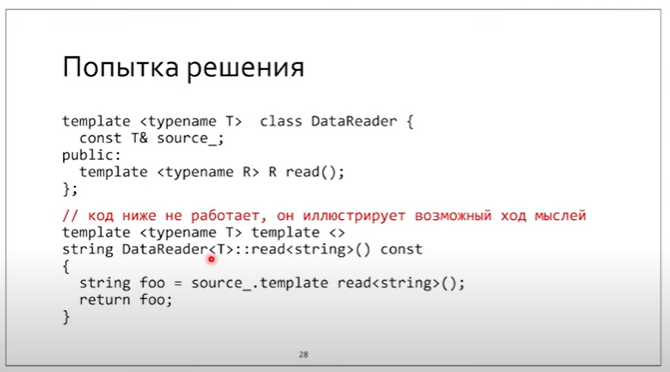 Попытка решения
template <typename T>  class DataReader {
  const T& source_;
public:
  template <typename R> R read();
};
// код ниже не работает, он иллюстрирует возможный ход мыслей
template <typename T> template <>
string DataReader<T>::read<string>() const
{
  string foo = source_.template read<string>();
  return foo;
}
28